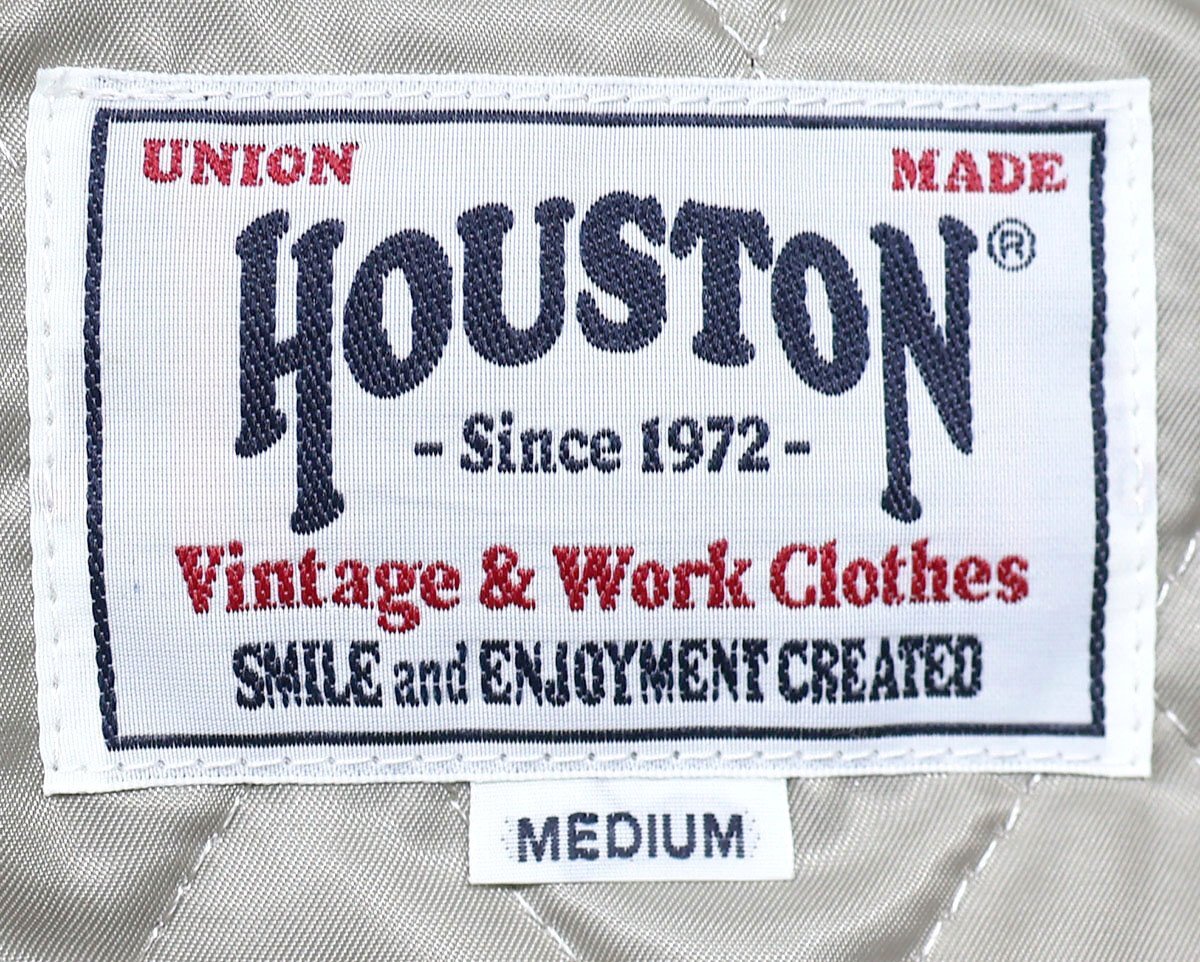 UNION MADE
HOUSTON®
- Since 1972 -
Vintage & Work Clothes
SMILE and ENJOYMENT CREATED
MEDIUM